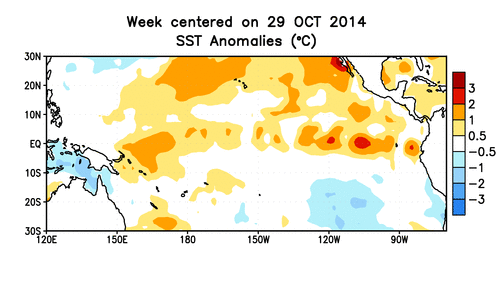 Week centered on 29 OCT 2014
SST Anomalies (°C)
30N
20N
10N
EQ
10S
20S
30S
120E 150E 180 150W 120W 90W
3
2
1
0.5
-0.5
-1
-2
-3